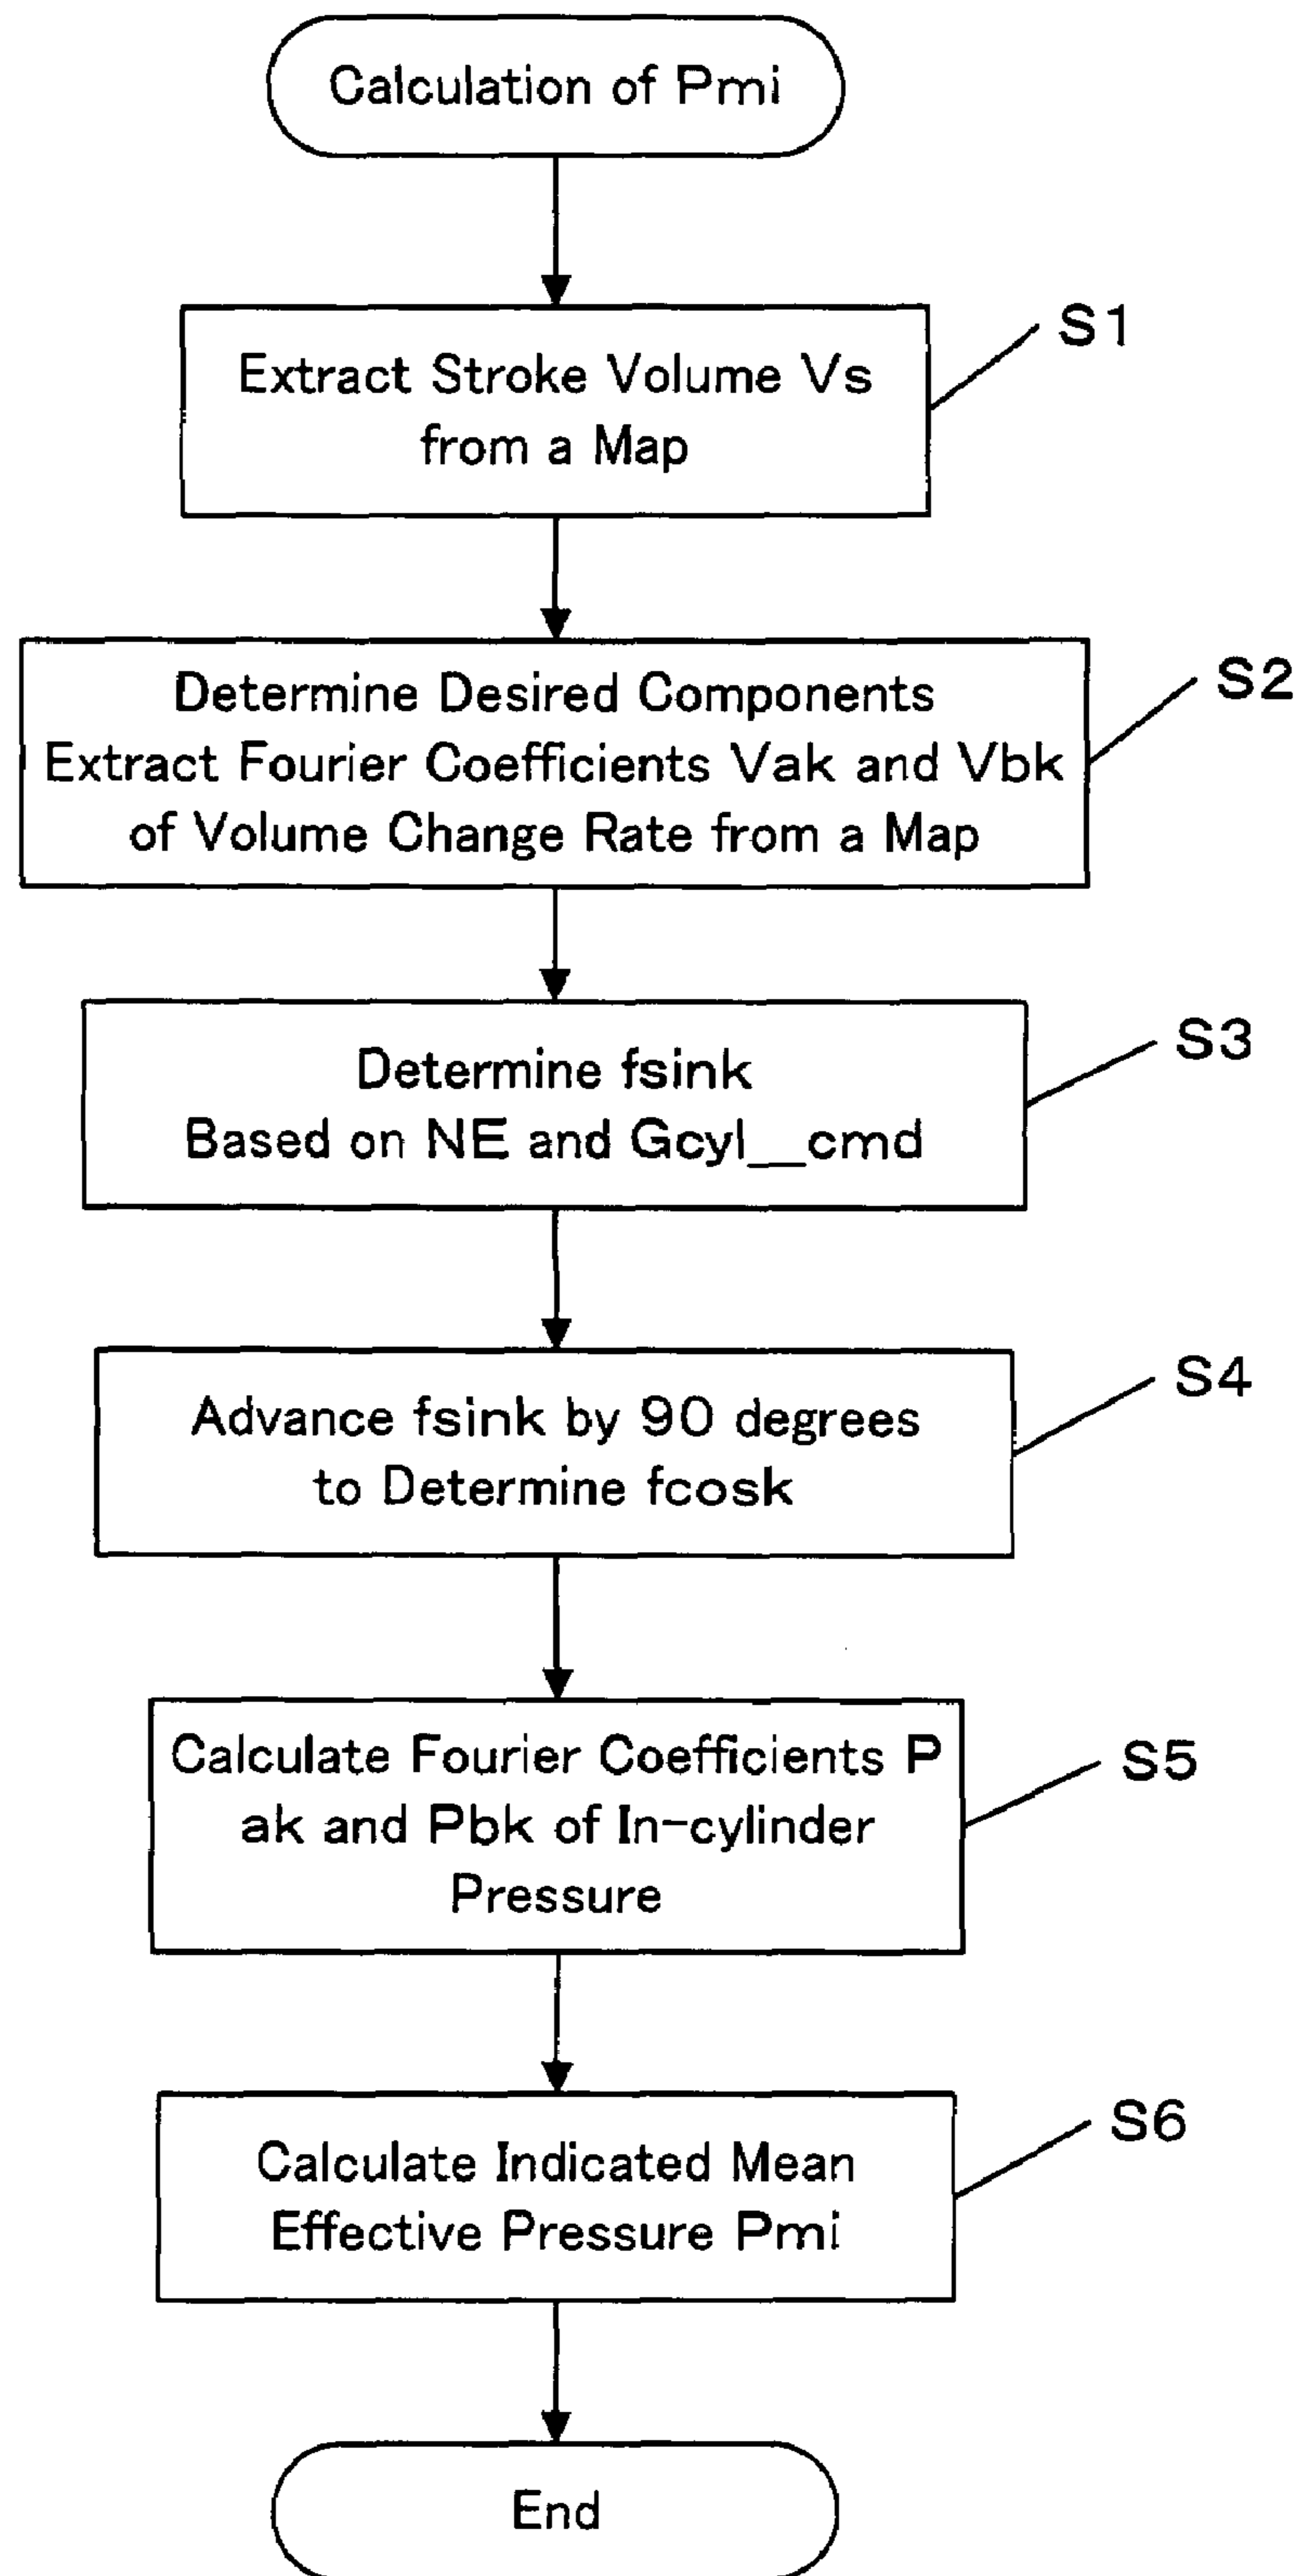 Calculation of Pmi
S1
Extract Stroke Volume Vs
from a Map
S2
Determine Desired Components
Extract Fourier Coefficients Vak and Vbk
of Volume Change Rate from a Map
S3
Determine fsink
Based on NE and Gcyl__cmd
S4
Advance fsink by 90 degrees
to Determine fcosk
S5
Calculate Fourier Coefficients P
ak and Pbk of In-cylinder
Pressure
S6
Calculate Indicated Mean
Effective Pressure Pmi
End